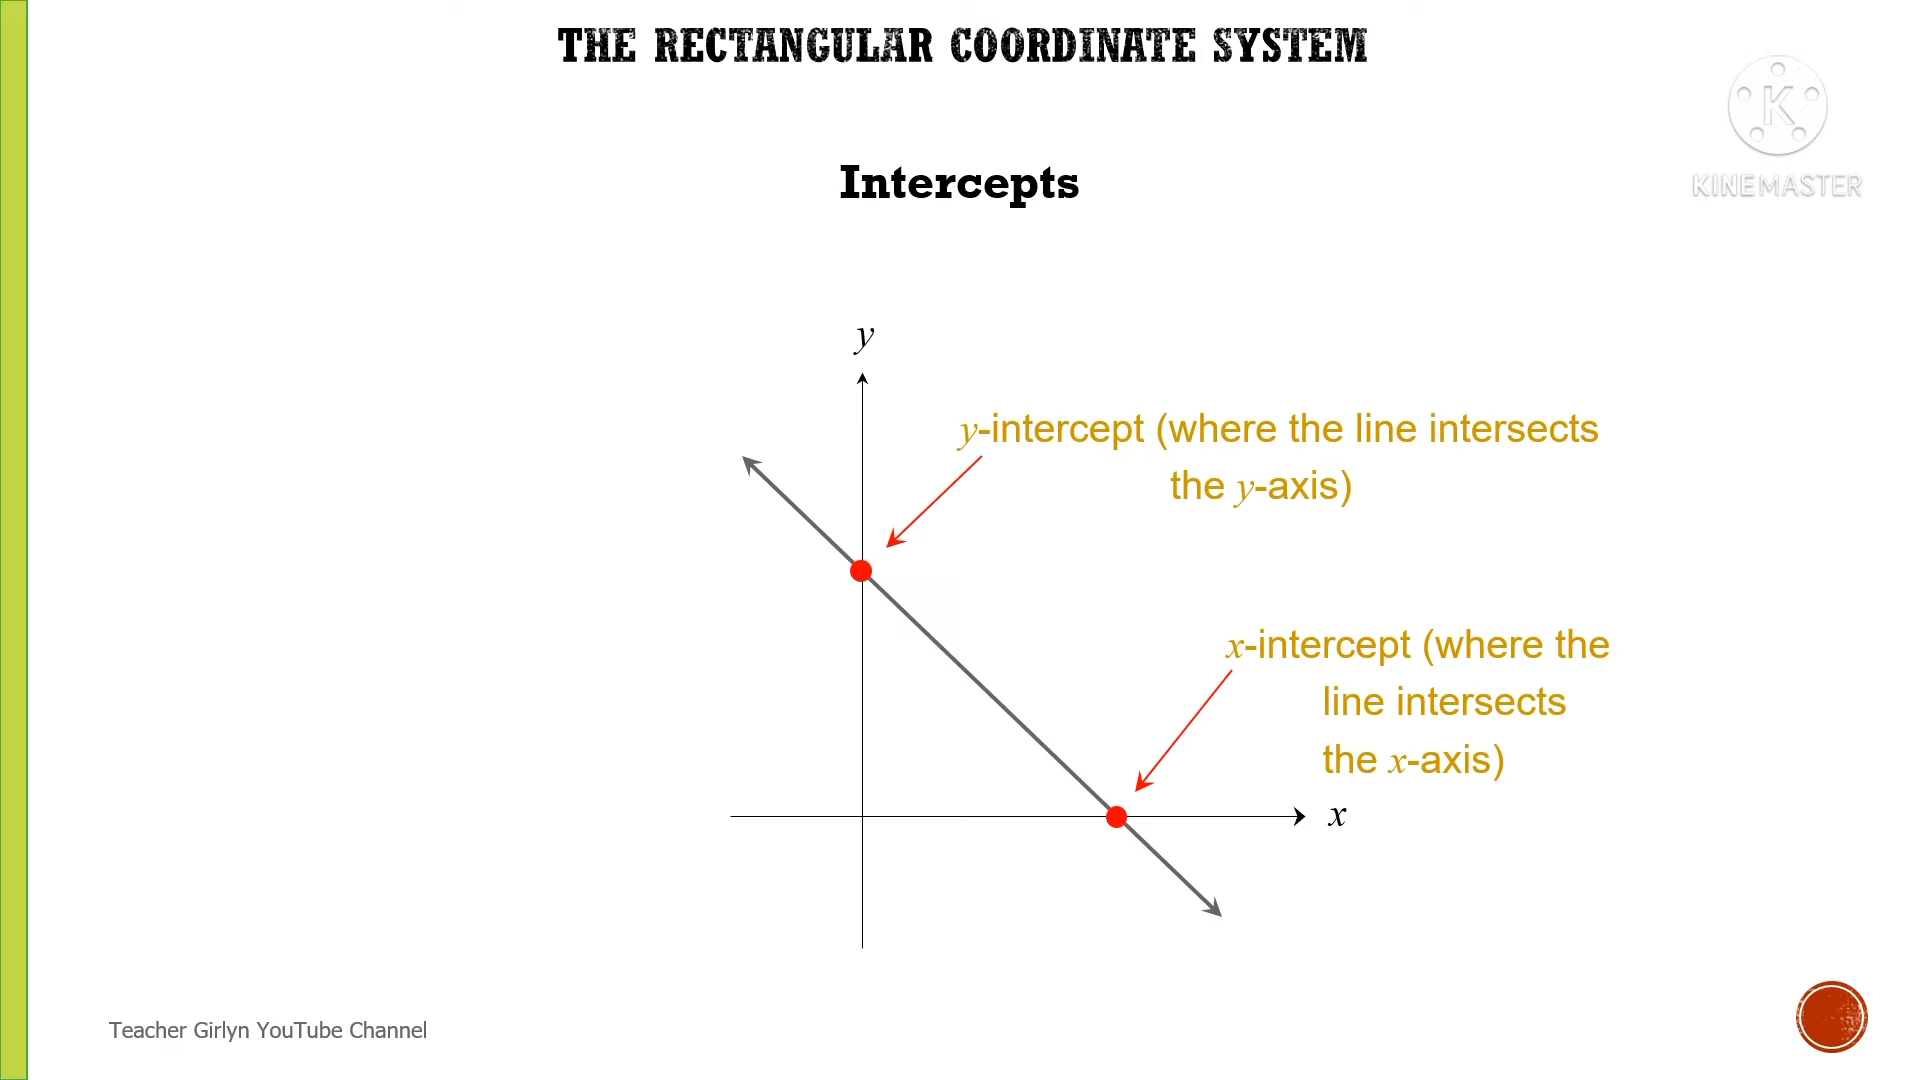 THE RECTANGULAR COORDINATE SYSTEM
K
KINEMASTER
Intercepts
y
y-intercept (where the line intersects
the y-axis)
x-intercept (where the
line intersects
the x-axis)
x
Teacher Girlyn YouTube Channel